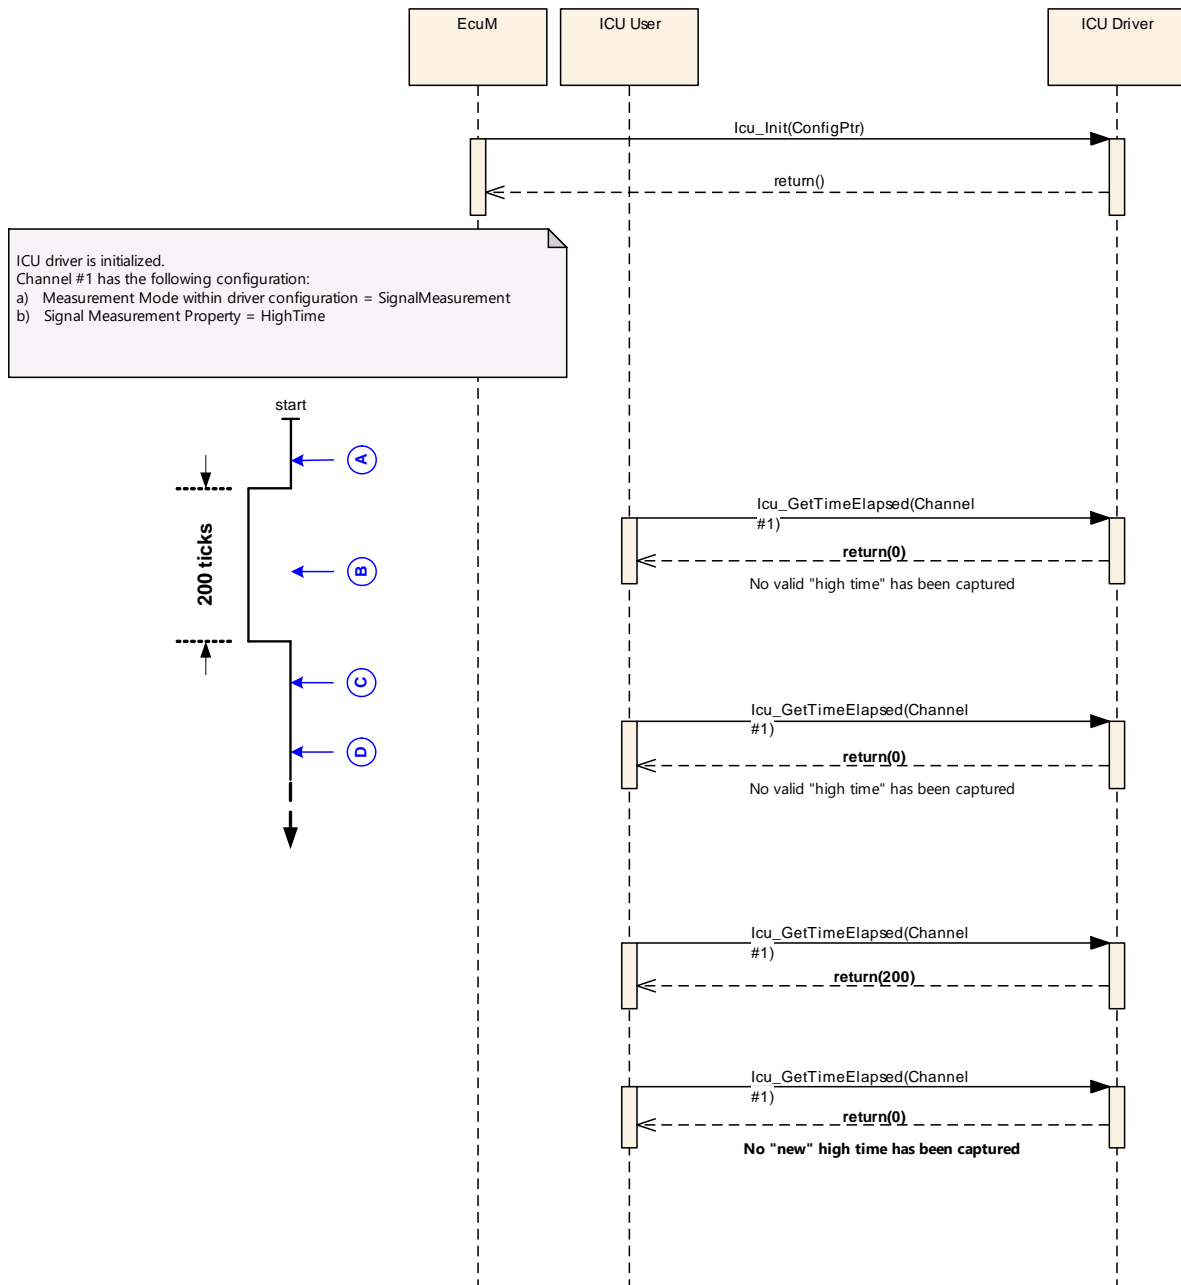 EcuM
ICU User
ICU Driver
Icu_Init(ConfigPtr)
return()
ICU driver is initialized.
Channel #1 has the following configuration:
a) Measurement Mode within driver configuration = SignalMeasurement
b) Signal Measurement Property = HighTime
start
A
200 ticks
B
C
D
Icu_GetTimeElapsed(Channel
#1)
return(0)
No valid "high time" has been captured
Icu_GetTimeElapsed(Channel
#1)
return(0)
No valid "high time" has been captured
Icu_GetTimeElapsed(Channel
#1)
return(200)
Icu_GetTimeElapsed(Channel
#1)
return(0)
No "new" high time has been captured